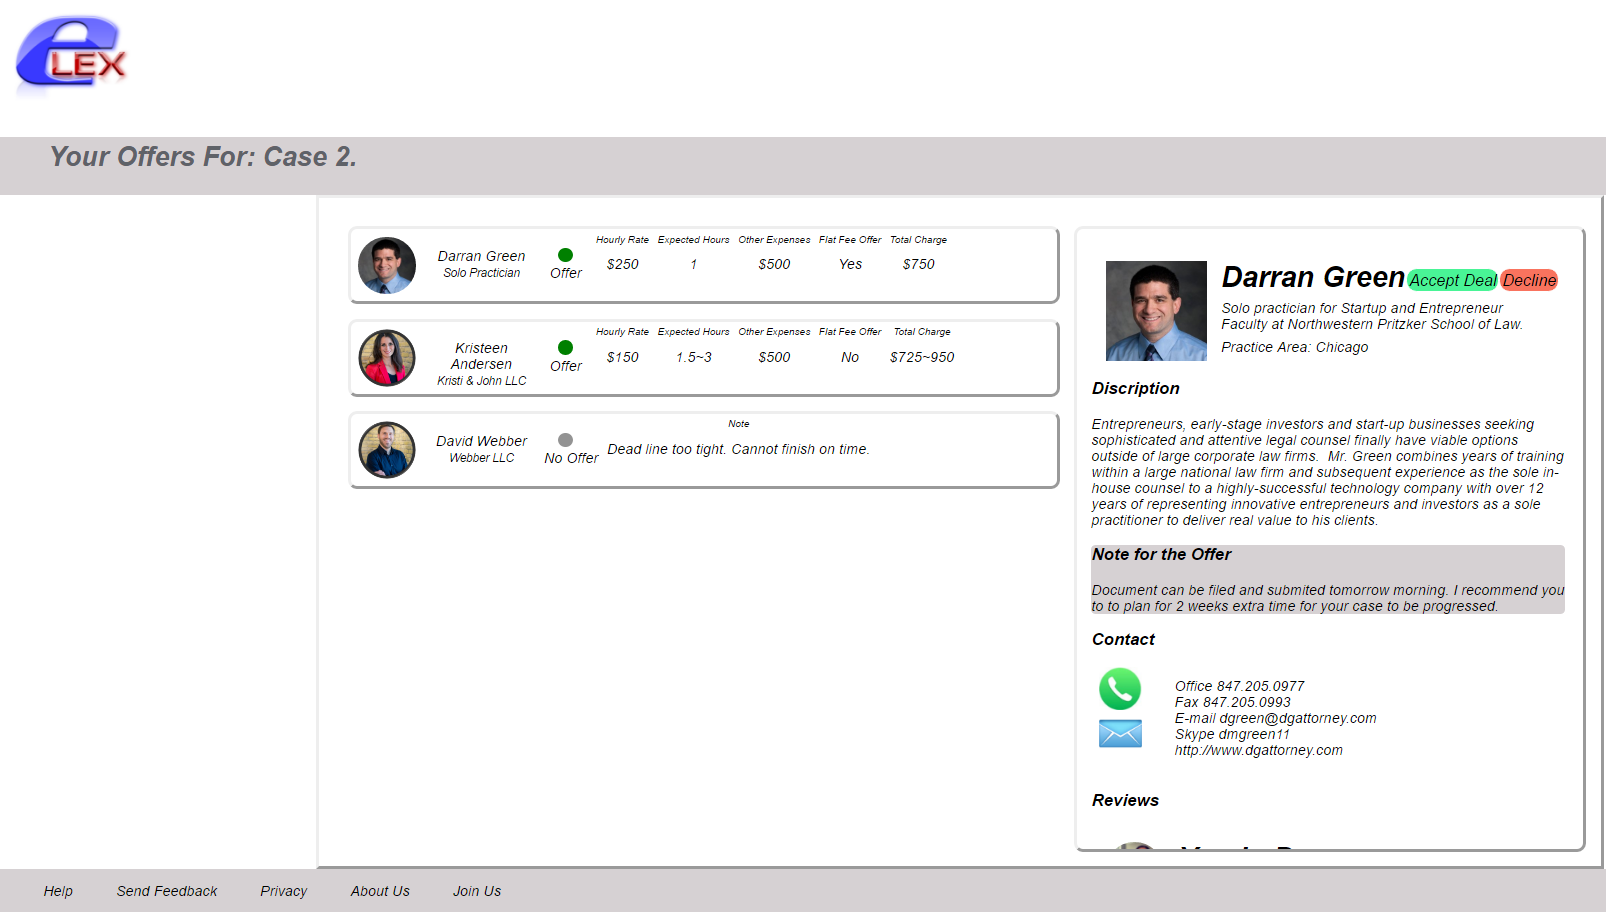 e LEX
Your Offers For: Case 2.
Darran Green
Solo Practician
Offer
Hourly Rate Expected Hours Other Expenses Flat Fee Offer Total Charge
$250 1 $500 Yes $750
Kristeen
Andersen
Kristi & John LLC
Offer
Hourly Rate Expected Hours Other Expenses Flat Fee Offer Total Charge
$150 1.5~3 $500 No $725~950
David Webber
Webber LLC
No Offer
Note
Dead line too tight. Cannot finish on time.
Darran Green Accept Deal Decline
Solo practician for Startup and Entrepreneur
Faculty at Northwestern Pritzker School of Law.
Practice Area: Chicago
Discription
Entrepreneurs, early-stage investors and start-up businesses seeking
sophisticated and attentive legal counsel finally have viable options
outside of large corporate law firms. Mr. Green combines years of training
within a large national law firm and subsequent experience as the sole in-
house counsel to a highly-successful technology company with over 12
years of representing innovative entrepreneurs and investors as a sole
practitioner to deliver real value to his clients.
Note for the Offer
Document can be filed and submited tomorrow morning. I recommend you
to to plan for 2 weeks extra time for your case to be progressed.
Contact
Office 847.205.0977
Fax 847.205.0993
E-mail dgreen@dgattorney.com
Skype dmgreen11
http://www.dgattorney.com
Reviews
Help Send Feedback Privacy About Us Join Us